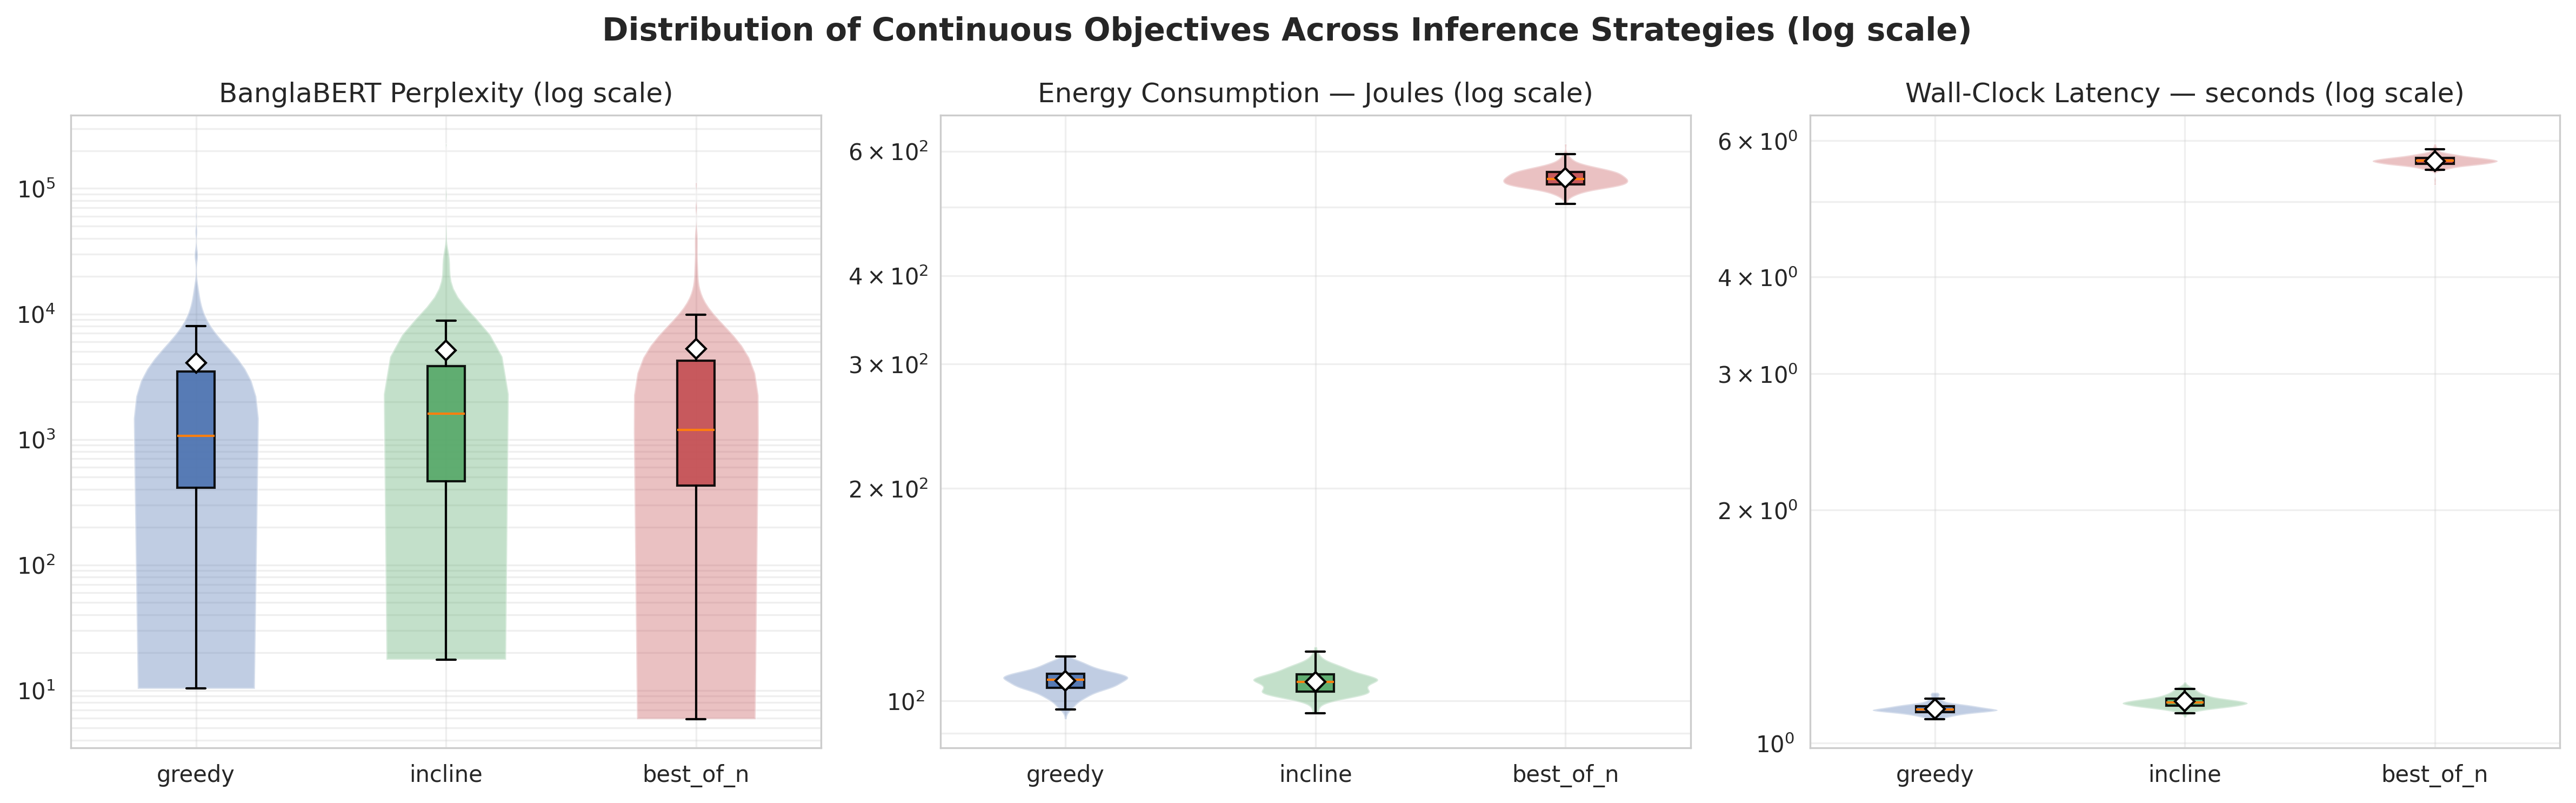 Distribution of Continuous Objectives Across Inference Strategies (log scale)
BanglaBERT Perplexity (log scale)
10⁵
10⁴
10³
10²
10¹
greedy incline best_of_n
Energy Consumption — Joules (log scale)
6 × 10²
4 × 10²
3 × 10²
2 × 10²
10²
greedy incline best_of_n
Wall-Clock Latency — seconds (log scale)
6 × 10⁰
4 × 10⁰
3 × 10⁰
2 × 10⁰
10⁰
greedy incline best_of_n